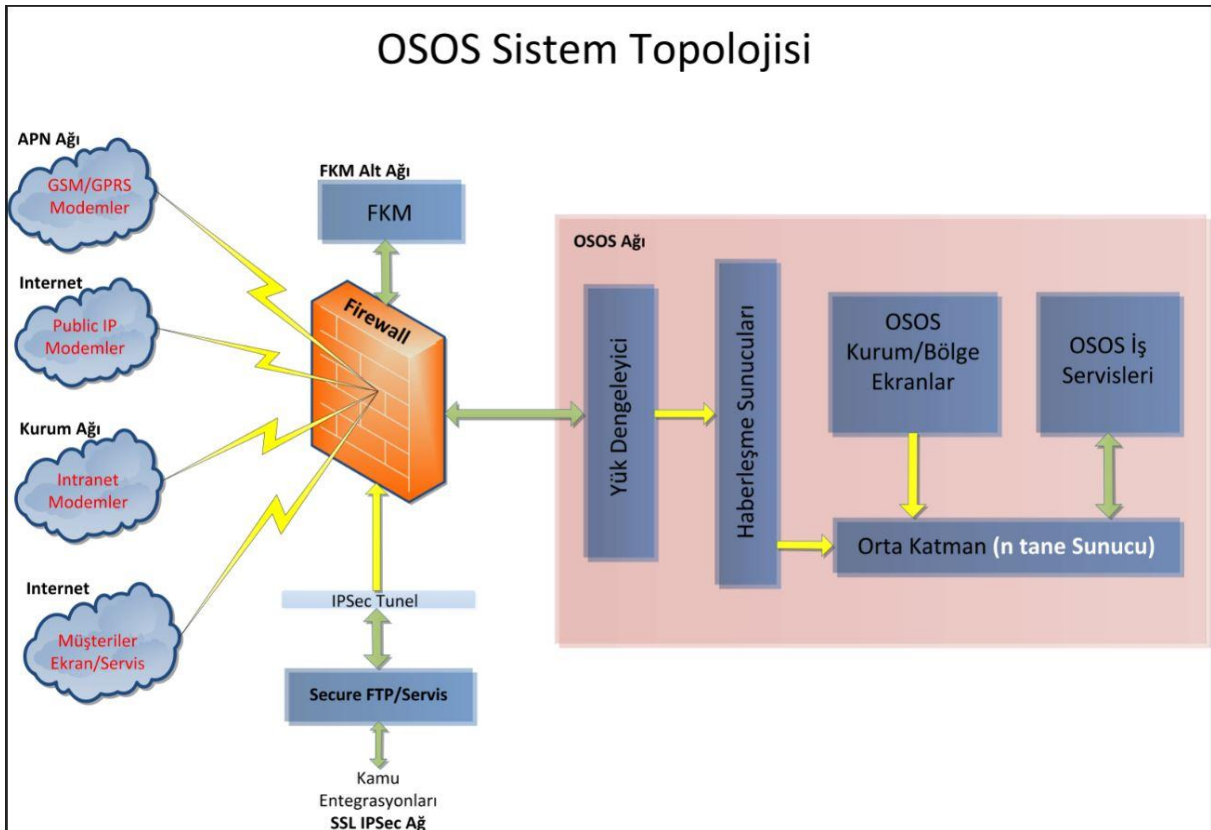 OSOS Sistem Topolojisi
APN Ağı
GSM/GPRS
Modemler
Internet
Public IP
Modemler
Kurum Ağı
Intranet
Modemler
Internet
Müşteriler
Ekran/Servis
FKM Alt Ağı
FKM
Firewall
IPSec Tunel
Secure FTP/Servis
Kamu
Entegrasyonları
SSL IPSec Ağ
OSOS Ağı
Yük Dengeleyici
Haberleşme Sunucuları
OSOS
Kurum/Bölge
Ekranlar
OSOS İş
Servisleri
Orta Katman (n tane Sunucu)